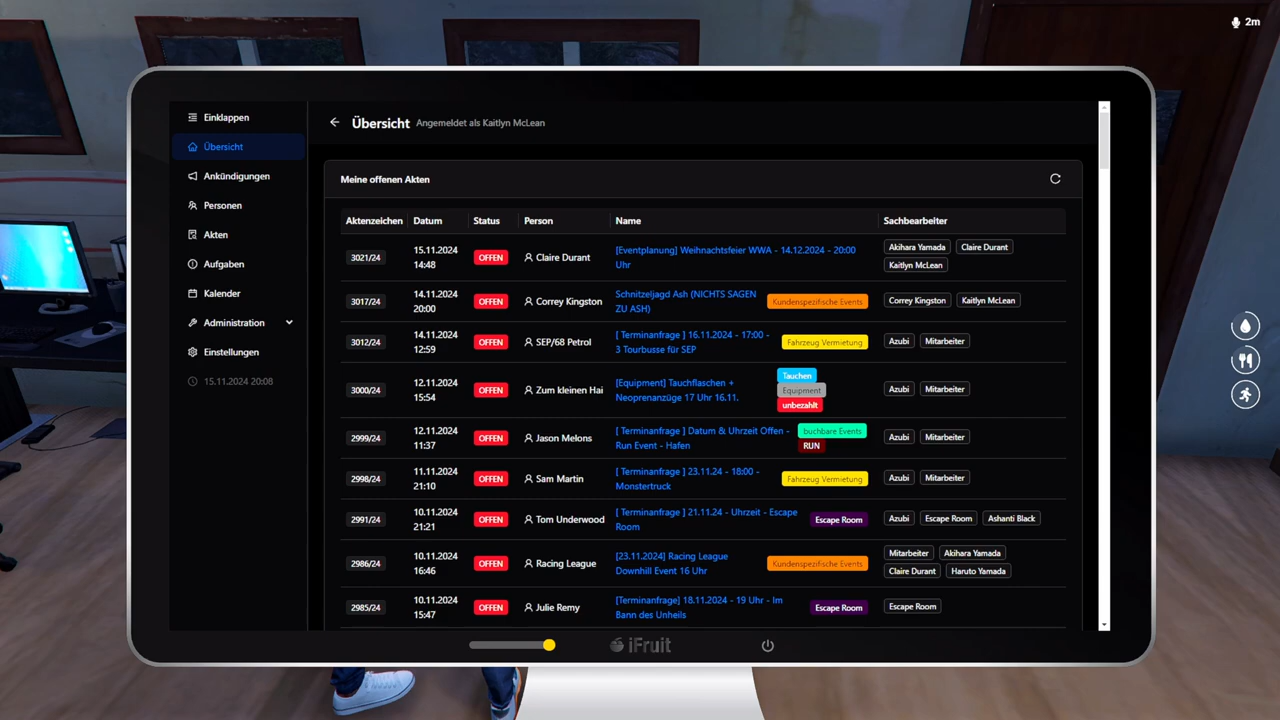 2m
Einklappen
Übersicht
Ankündigungen
Personen
Akten
Aufgaben
Kalender
Administration
Einstellungen
15.11.2024 20:08
Übersicht Angemeldet als Kaitlyn McLean
Meine offenen Akten
Aktenzeichen Datum Status Person Name Sachbearbeiter
3021/24 15.11.2024 14:48 OFFEN Claire Durant [Eventplanung] Weihnachtsfeier WWA - 14.12.2024 - 20:00 Uhr Akihara Yamada Claire Durant Kaitlyn McLean
3017/24 14.11.2024 20:00 OFFEN Correy Kingston Schnitzeljagd Ash (NICHTS SAGEN ZU ASH) Kundenspezifische Events Correy Kingston Kaitlyn McLean
3012/24 14.11.2024 12:59 OFFEN SEP/68 Petrol [ Terminanfrage ] 16.11.2024 - 17:00 - 3 Tourbusse für SEP Fahrzeug Vermietung Azubi Mitarbeiter
3000/24 12.11.2024 15:54 OFFEN Zum kleinen Hai [Equipment] Tauchflaschen + Neoprenanzüge 17 Uhr 16.11. Tauchen Equipment unbezahlt Azubi Mitarbeiter
2999/24 12.11.2024 11:37 OFFEN Jason Melons [ Terminanfrage ] Datum & Uhrzeit Offen - Run Event - Hafen buchbare Events RUN Azubi Mitarbeiter
2998/24 11.11.2024 21:10 OFFEN Sam Martin [ Terminanfrage ] 23.11.24 - 18:00 - Monstertruck Fahrzeug Vermietung Azubi Mitarbeiter
2991/24 10.11.2024 21:21 OFFEN Tom Underwood [ Terminanfrage ] 21.11.24 - Uhrzeit - Escape Room Escape Room Azubi Escape Room Ashanti Black
2986/24 10.11.2024 16:46 OFFEN Racing League [23.11.2024] Racing League Downhill Event 16 Uhr Kundenspezifische Events Mitarbeiter Akihara Yamada Claire Durant Haruto Yamada
2985/24 10.11.2024 15:47 OFFEN Julie Remy [Terminanfrage] 18.11.2024 - 19 Uhr - Im Bann des Unheils Escape Room Escape Room
iFruit